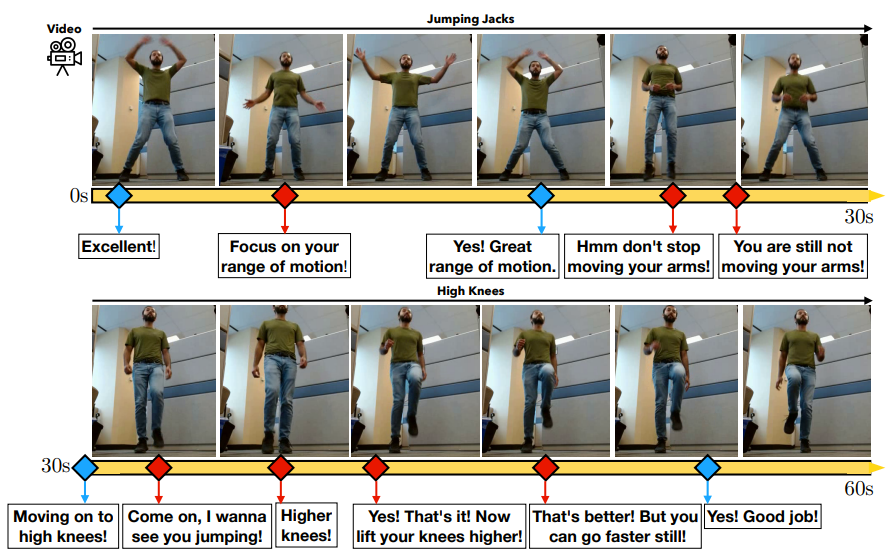 Jumping Jacks
Video
0s
30s
Excellent!
Focus on your
range of motion!
Yes! Great
range of motion.
Hmm don't stop
moving your arms!
You are still not
moving your arms!
High Knees
30s
60s
Moving on to
high knees!
Come on, I wanna
see you jumping!
Higher
knees!
Yes! That's it! Now
lift your knees higher!
That's better! But you
can go faster still!
Yes! Good job!